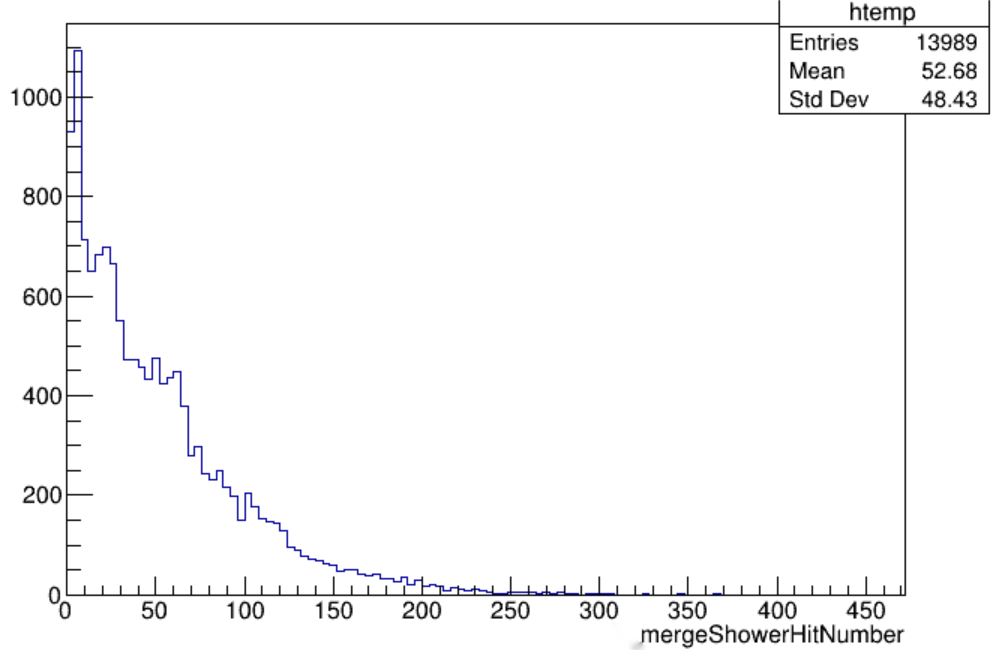 htemp
Entries 13989
Mean 52.68
Std Dev 48.43
1000
800
600
400
200
0
0 50 100 150 200 250 300 350 400 450
mergeShowerHitNumber